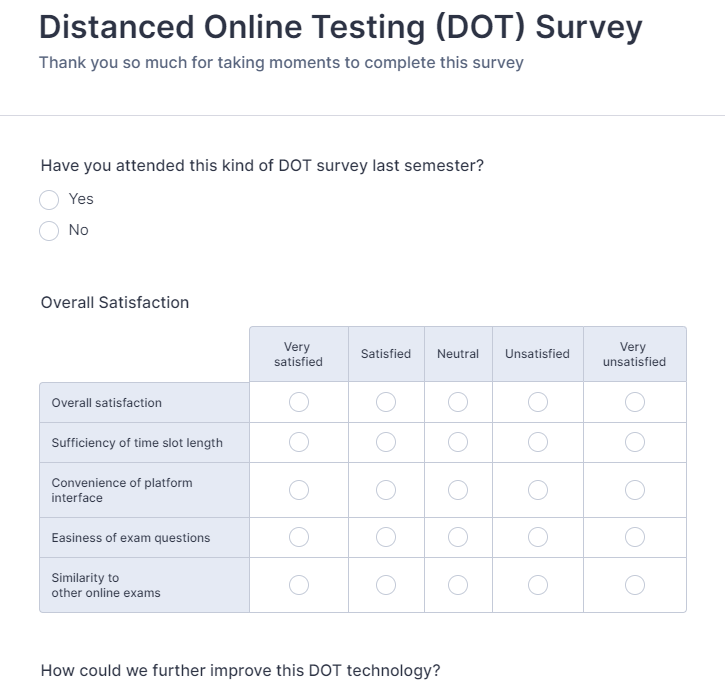 Distanced Online Testing (DOT) Survey
Thank you so much for taking moments to complete this survey
Have you attended this kind of DOT survey last semester?
Yes
No
Overall Satisfaction
Very satisfied
Satisfied
Neutral
Unsatisfied
Very unsatisfied
Overall satisfaction
Sufficiency of time slot length
Convenience of platform
interface
Easiness of exam questions
Similarity to
other online exams
How could we further improve this DOT technology?